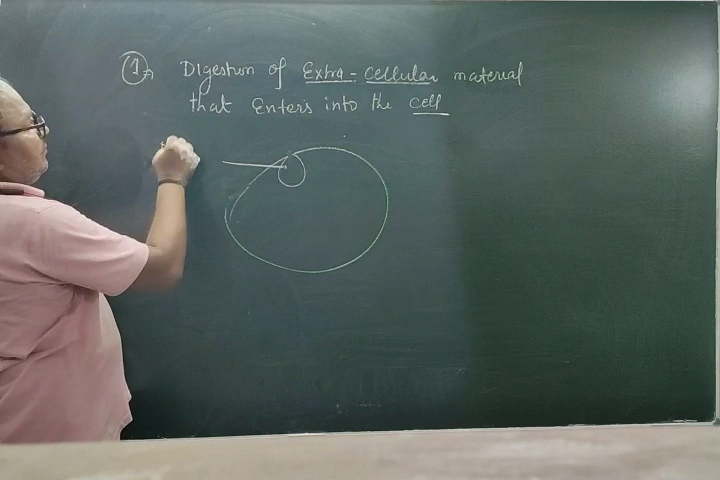 1. Digestion of Extra-cellular material
that Enters into the cell